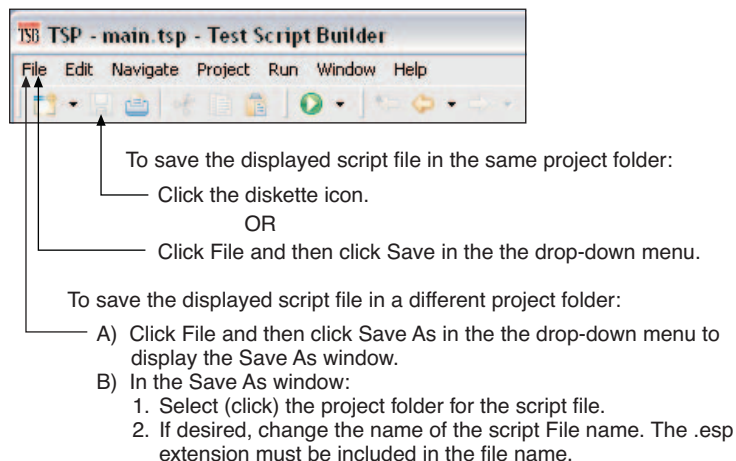 TSB TSP - main.tsp - Test Script Builder
File Edit Navigate Project Run Window Help
To save the displayed script file in the same project folder:
Click the diskette icon.
OR
Click File and then click Save in the the drop-down menu.
To save the displayed script file in a different project folder:
A) Click File and then click Save As in the the drop-down menu to
display the Save As window.
B) In the Save As window:
1. Select (click) the project folder for the script file.
2. If desired, change the name of the script File name. The .esp
extension must be included in the file name.